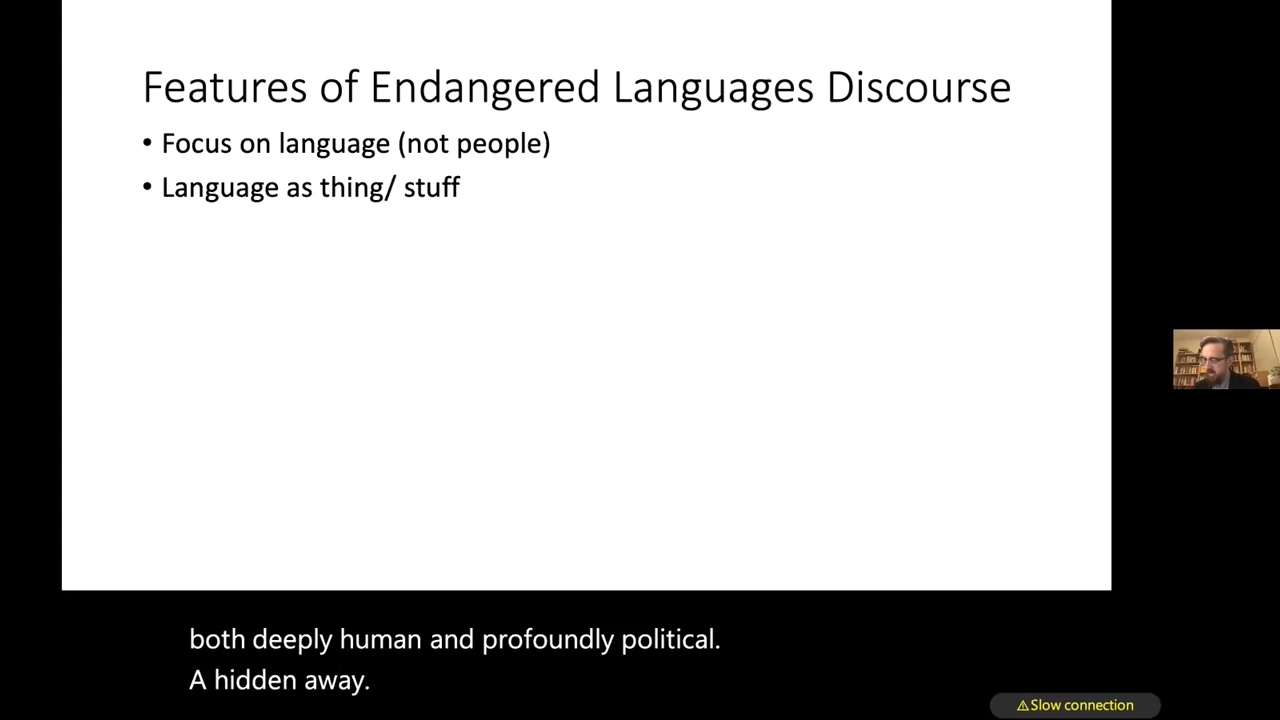 Features of Endangered Languages Discourse
• Focus on language (not people)
• Language as thing/ stuff
both deeply human and profoundly political.
A hidden away.
⚠Slow connection